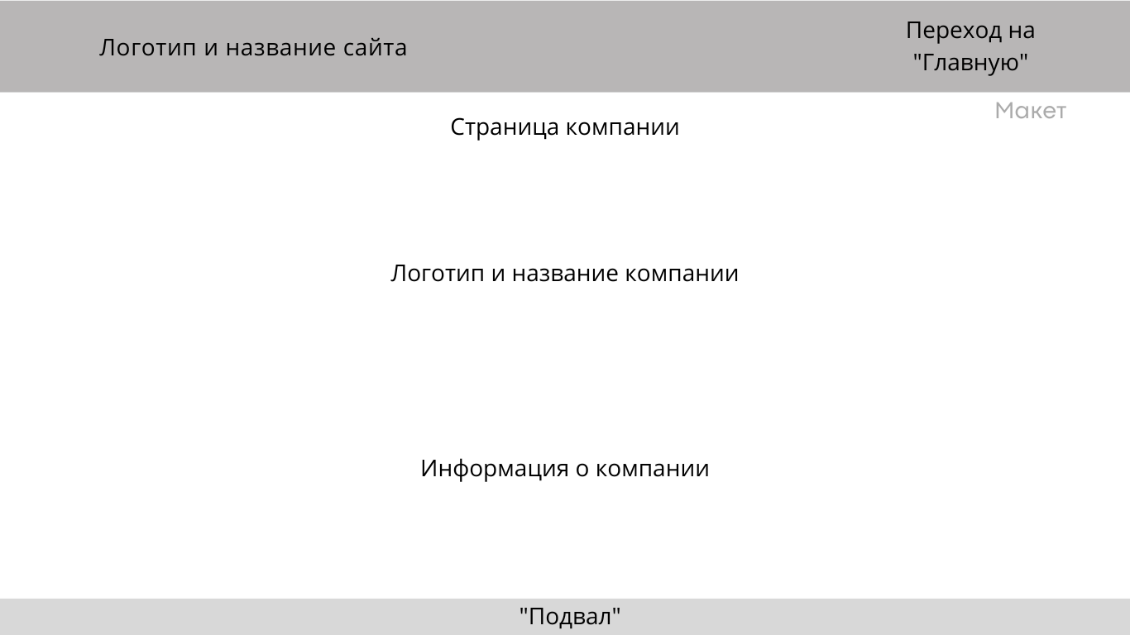 Логотип и название сайта
Переход на
"Главную"
Макет
Страница компании
Логотип и название компании
Информация о компании
"Подвал"